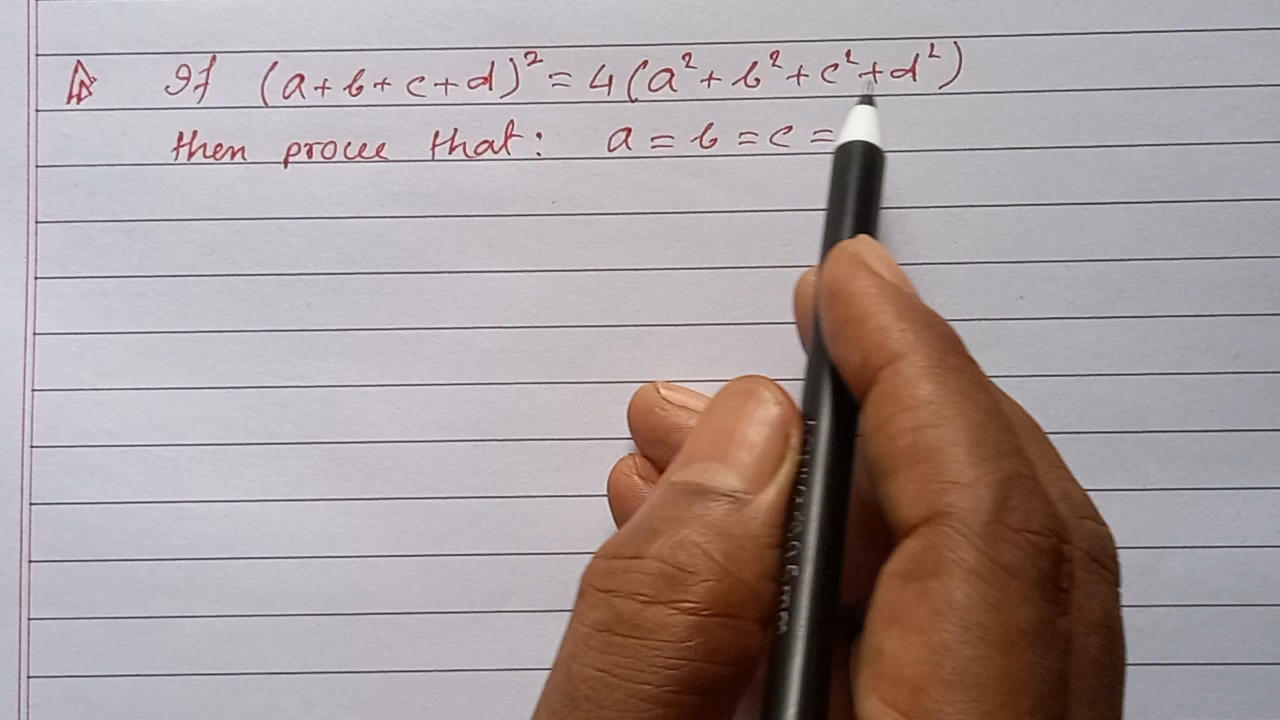 If (a+b+c+d)² = 4(a²+b²+c²+d²)
then prove that: a = b = c =